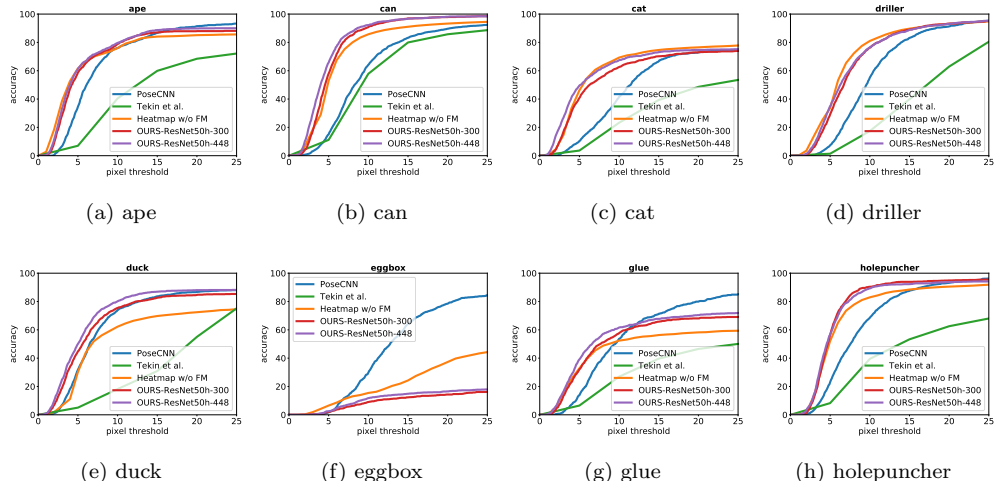 ape
can
cat
driller
100
80
60
40
20
0
accuracy
PoseCNN
Tekin et al.
Heatmap w/o FM
OURS-ResNet50h-300
OURS-ResNet50h-448
0 5 10 15 20 25
pixel threshold
100
80
60
40
20
0
accuracy
PoseCNN
Tekin et al.
Heatmap w/o FM
OURS-ResNet50h-300
OURS-ResNet50h-448
0 5 10 15 20 25
pixel threshold
100
80
60
40
20
0
accuracy
PoseCNN
Tekin et al.
Heatmap w/o FM
OURS-ResNet50h-300
OURS-ResNet50h-448
0 5 10 15 20 25
pixel threshold
100
80
60
40
20
0
accuracy
PoseCNN
Tekin et al.
Heatmap w/o FM
OURS-ResNet50h-300
OURS-ResNet50h-448
0 5 10 15 20 25
pixel threshold
(a) ape
(b) can
(c) cat
(d) driller
duck
eggbox
glue
holepuncher
100
80
60
40
20
0
accuracy
PoseCNN
Tekin et al.
Heatmap w/o FM
OURS-ResNet50h-300
OURS-ResNet50h-448
0 5 10 15 20 25
pixel threshold
100
80
60
40
20
0
accuracy
PoseCNN
Tekin et al.
Heatmap w/o FM
OURS-ResNet50h-300
OURS-ResNet50h-448
0 5 10 15 20 25
pixel threshold
100
80
60
40
20
0
accuracy
PoseCNN
Tekin et al.
Heatmap w/o FM
OURS-ResNet50h-300
OURS-ResNet50h-448
0 5 10 15 20 25
pixel threshold
100
80
60
40
20
0
accuracy
PoseCNN
Tekin et al.
Heatmap w/o FM
OURS-ResNet50h-300
OURS-ResNet50h-448
0 5 10 15 20 25
pixel threshold
(e) duck
(f) eggbox
(g) glue
(h) holepuncher